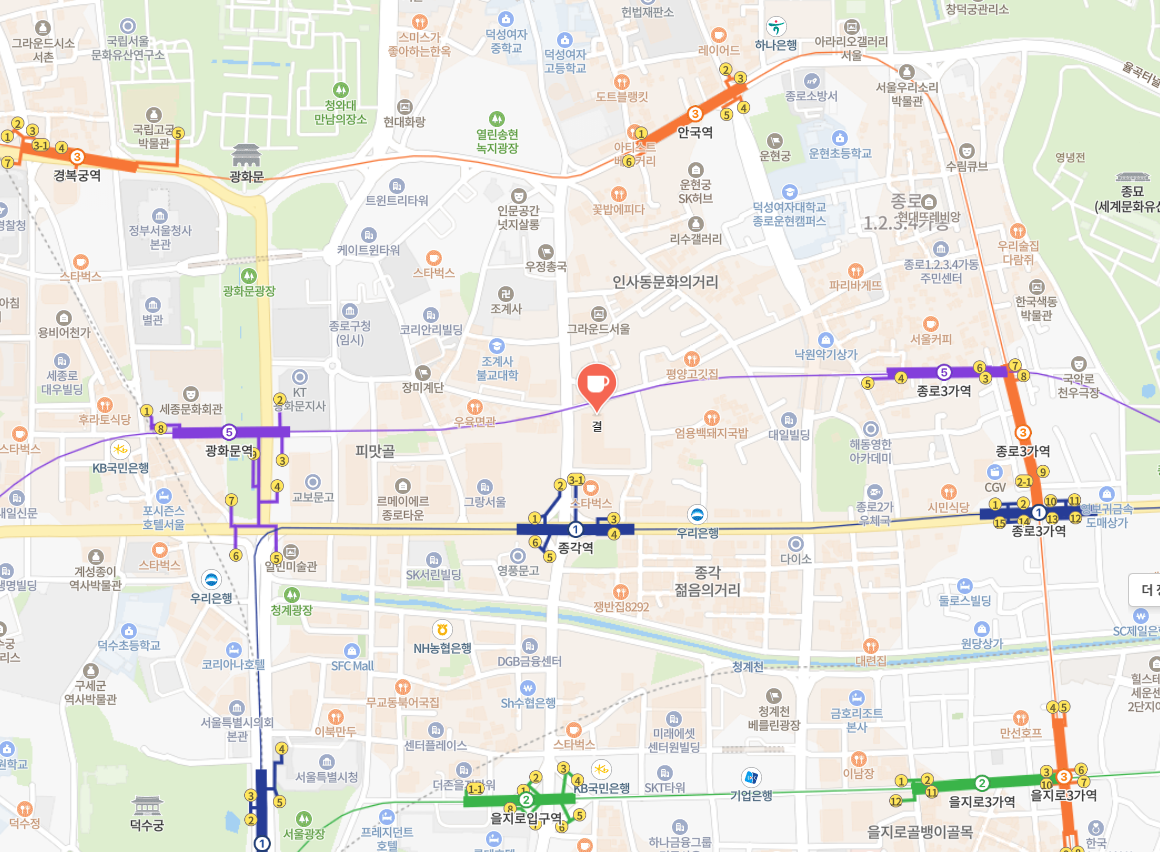 그라운드시소
서촌
국립서울
문화유산연구소
스미스가
좋아하는한옥
덕성여자
중학교
덕성여자
고등학교
헌법재판소
레이어드
하나은행
아라리오갤러리
서울
창덕궁관리소
율곡터널
청와대
만남의장소
현대화랑
열린송현
녹지광장
도트블랭킷
종로소방서
서울우리소리
박물관
국립고궁
박물관
광화문
경복궁역
3
안국역
3
운현궁
운현초등학교
수림큐브
영녕전
종묘
트윈트리타워
인문공간
넛지살롱
꽃밥에피다
운현궁
SK허브
덕성여자대학교
종로운현캠퍼스
1.2.3.4가동
정부서울청사
본관
경찰청
케이트윈타워
우정총국
리수갤러리
우리술집
다람쥐
스타벅스
스타벅스
광화문광장
인사동문화의거리
파리바게뜨
종로1.2.3.4가동
주민센터
별관
용비어천가
종로구청
(임시)
코리안리빌딩
조계사
그라운드서울
서울커피
한국색동
박물관
세종로
대우빌딩
조계사
불교대학
낙원악기상가
평양고깃집
국악로
천우극장
KT
광화문지사
장미계단
세종문화회관
후라토식당
우육면관
결
종로3가역
5
엄용백돼지국밥
대일빌딩
해동영한
아카데미
종로3가역
3
스타벅스
KB국민은행
광화문역
5
피맛골
교보문고
르메이에르
종로타운
그랑서울
스타벅스
종로2가
우체국
시민식당
CGV
포시즌스
호텔서울
우리은행
종각역
1
종로3가역
1
도매상가
일민미술관
영풍문고
SK서린빌딩
종각
젊음의거리
다이소
스타벅스
계성종이
역사박물관
우리은행
청계광장
쟁반집8292
둘로스빌딩
더
덕수초등학교
코리아나호텔
SFC Mall
NH농협은행
DGB금융센터
청계천
대련집
원당상가
SC제일은행
구세군
역사박물관
무교동북어국집
Sh수협은행
청계천
베를린광장
금호리조트
본사
서울특별시의회
본관
이북만두
센터플레이스
스타벅스
미래에셋
센터원빌딩
만선호프
서울특별시청
KB국민은행
SKT타워
기업은행
이남장
을지로3가역
2
을지로3가역
3
을지로입구역
2
덕수정
덕수궁
서울광장
프레지던트
호텔
하나금융그룹
을지로골뱅이골목
한국
1